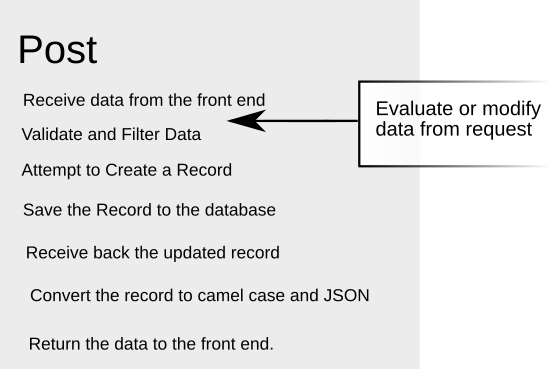 Post
Receive data from the front end
Evaluate or modify
data from request
Validate and Filter Data
Attempt to Create a Record
Save the Record to the database
Receive back the updated record
Convert the record to camel case and JSON
Return the data to the front end.